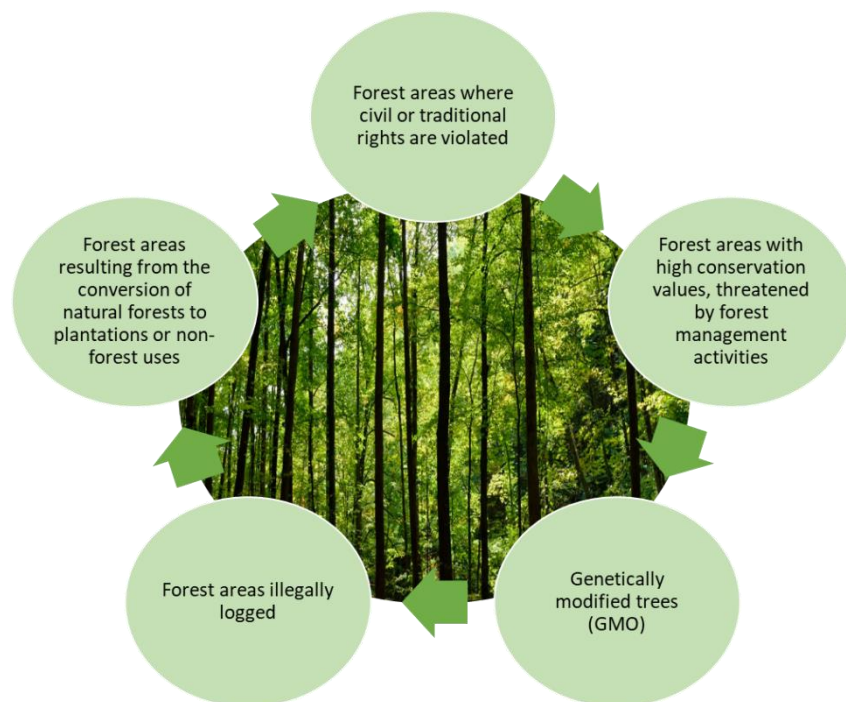 Forest areas where
civil or traditional
rights are violated
Forest areas with
high conservation
values, threatened
by forest
management
activities
Genetically
modified trees
(GMO)
Forest areas illegally
logged
Forest areas
resulting from the
conversion of
natural forests to
plantations or non-
forest uses